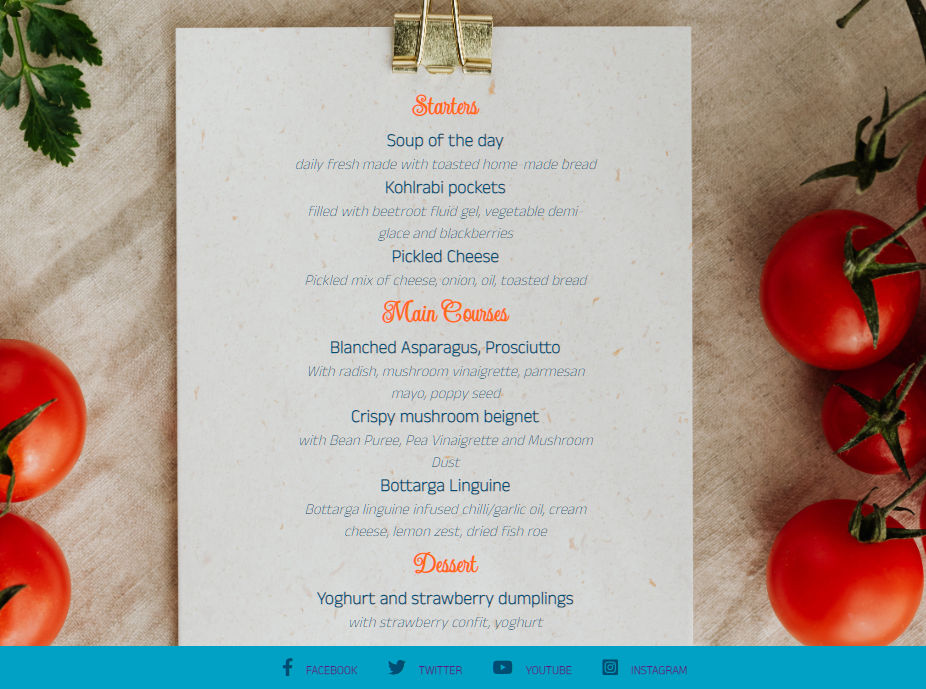 Starters
Soup of the day
daily fresh made with toasted home-made bread
Kohlrabi pockets
filled with beetroot fluid gel, vegetable demi-
glace and blackberries
Pickled Cheese
Pickled mix of cheese, onion, oil, toasted bread
Main Courses
Blanched Asparagus, Prosciutto
With radish, mushroom vinaigrette, parmesan
mayo, poppy seed
Crispy mushroom beignet
with Bean Puree, Pea Vinaigrette and Mushroom
Dust
Bottarga Linguine
Bottarga linguine infused chilli/garlic oil, cream
cheese, lemon zest, dried fish roe
Dessert
Yoghurt and strawberry dumplings
with strawberry confit, yoghurt
FACEBOOK TWITTER YOUTUBE INSTAGRAM